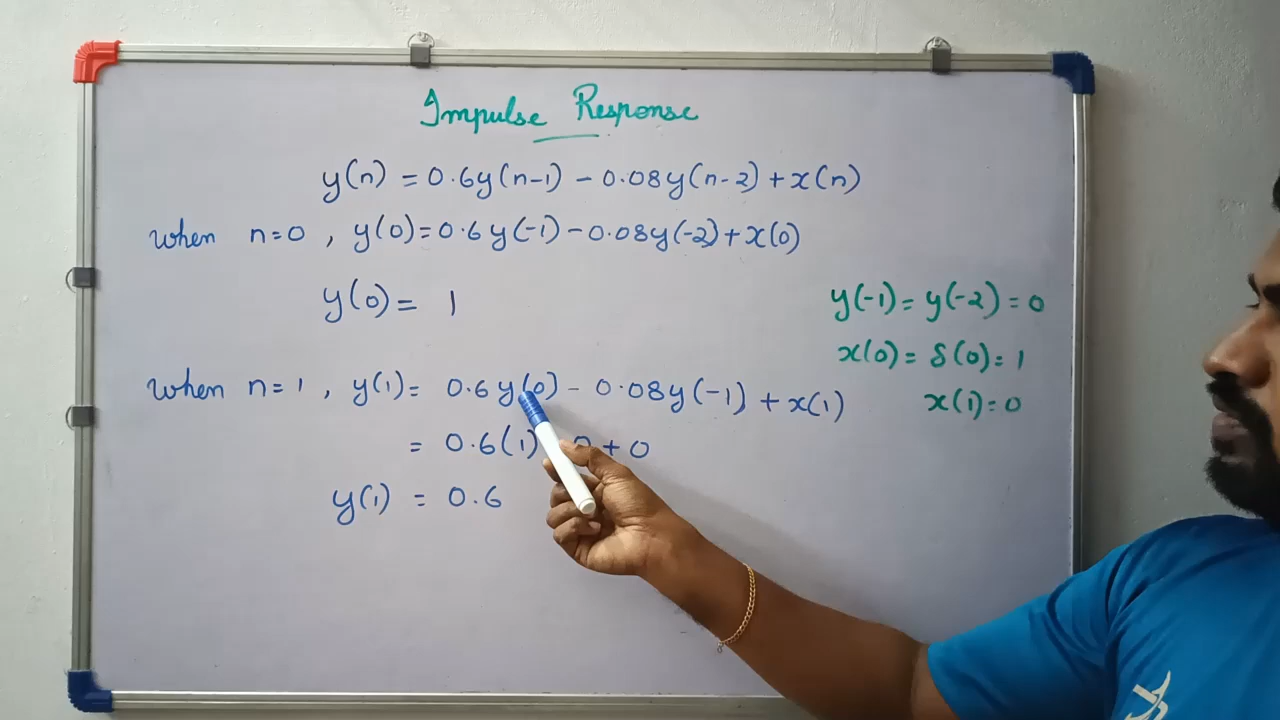 Impulse Response
y(n) = 0.6y(n-1) - 0.08y(n-2) + x(n)
when n=0 , y(0)=0.6y(-1)-0.08y(-2)+x(0)
y(0) = 1
y(-1)= y(-2)=0
x(0)= δ(0)=1
x(1)=0
when n=1 , y(1)= 0.6y(0) - 0.08y(-1) + x(1)
= 0.6(1) 0 + 0
y(1) = 0.6